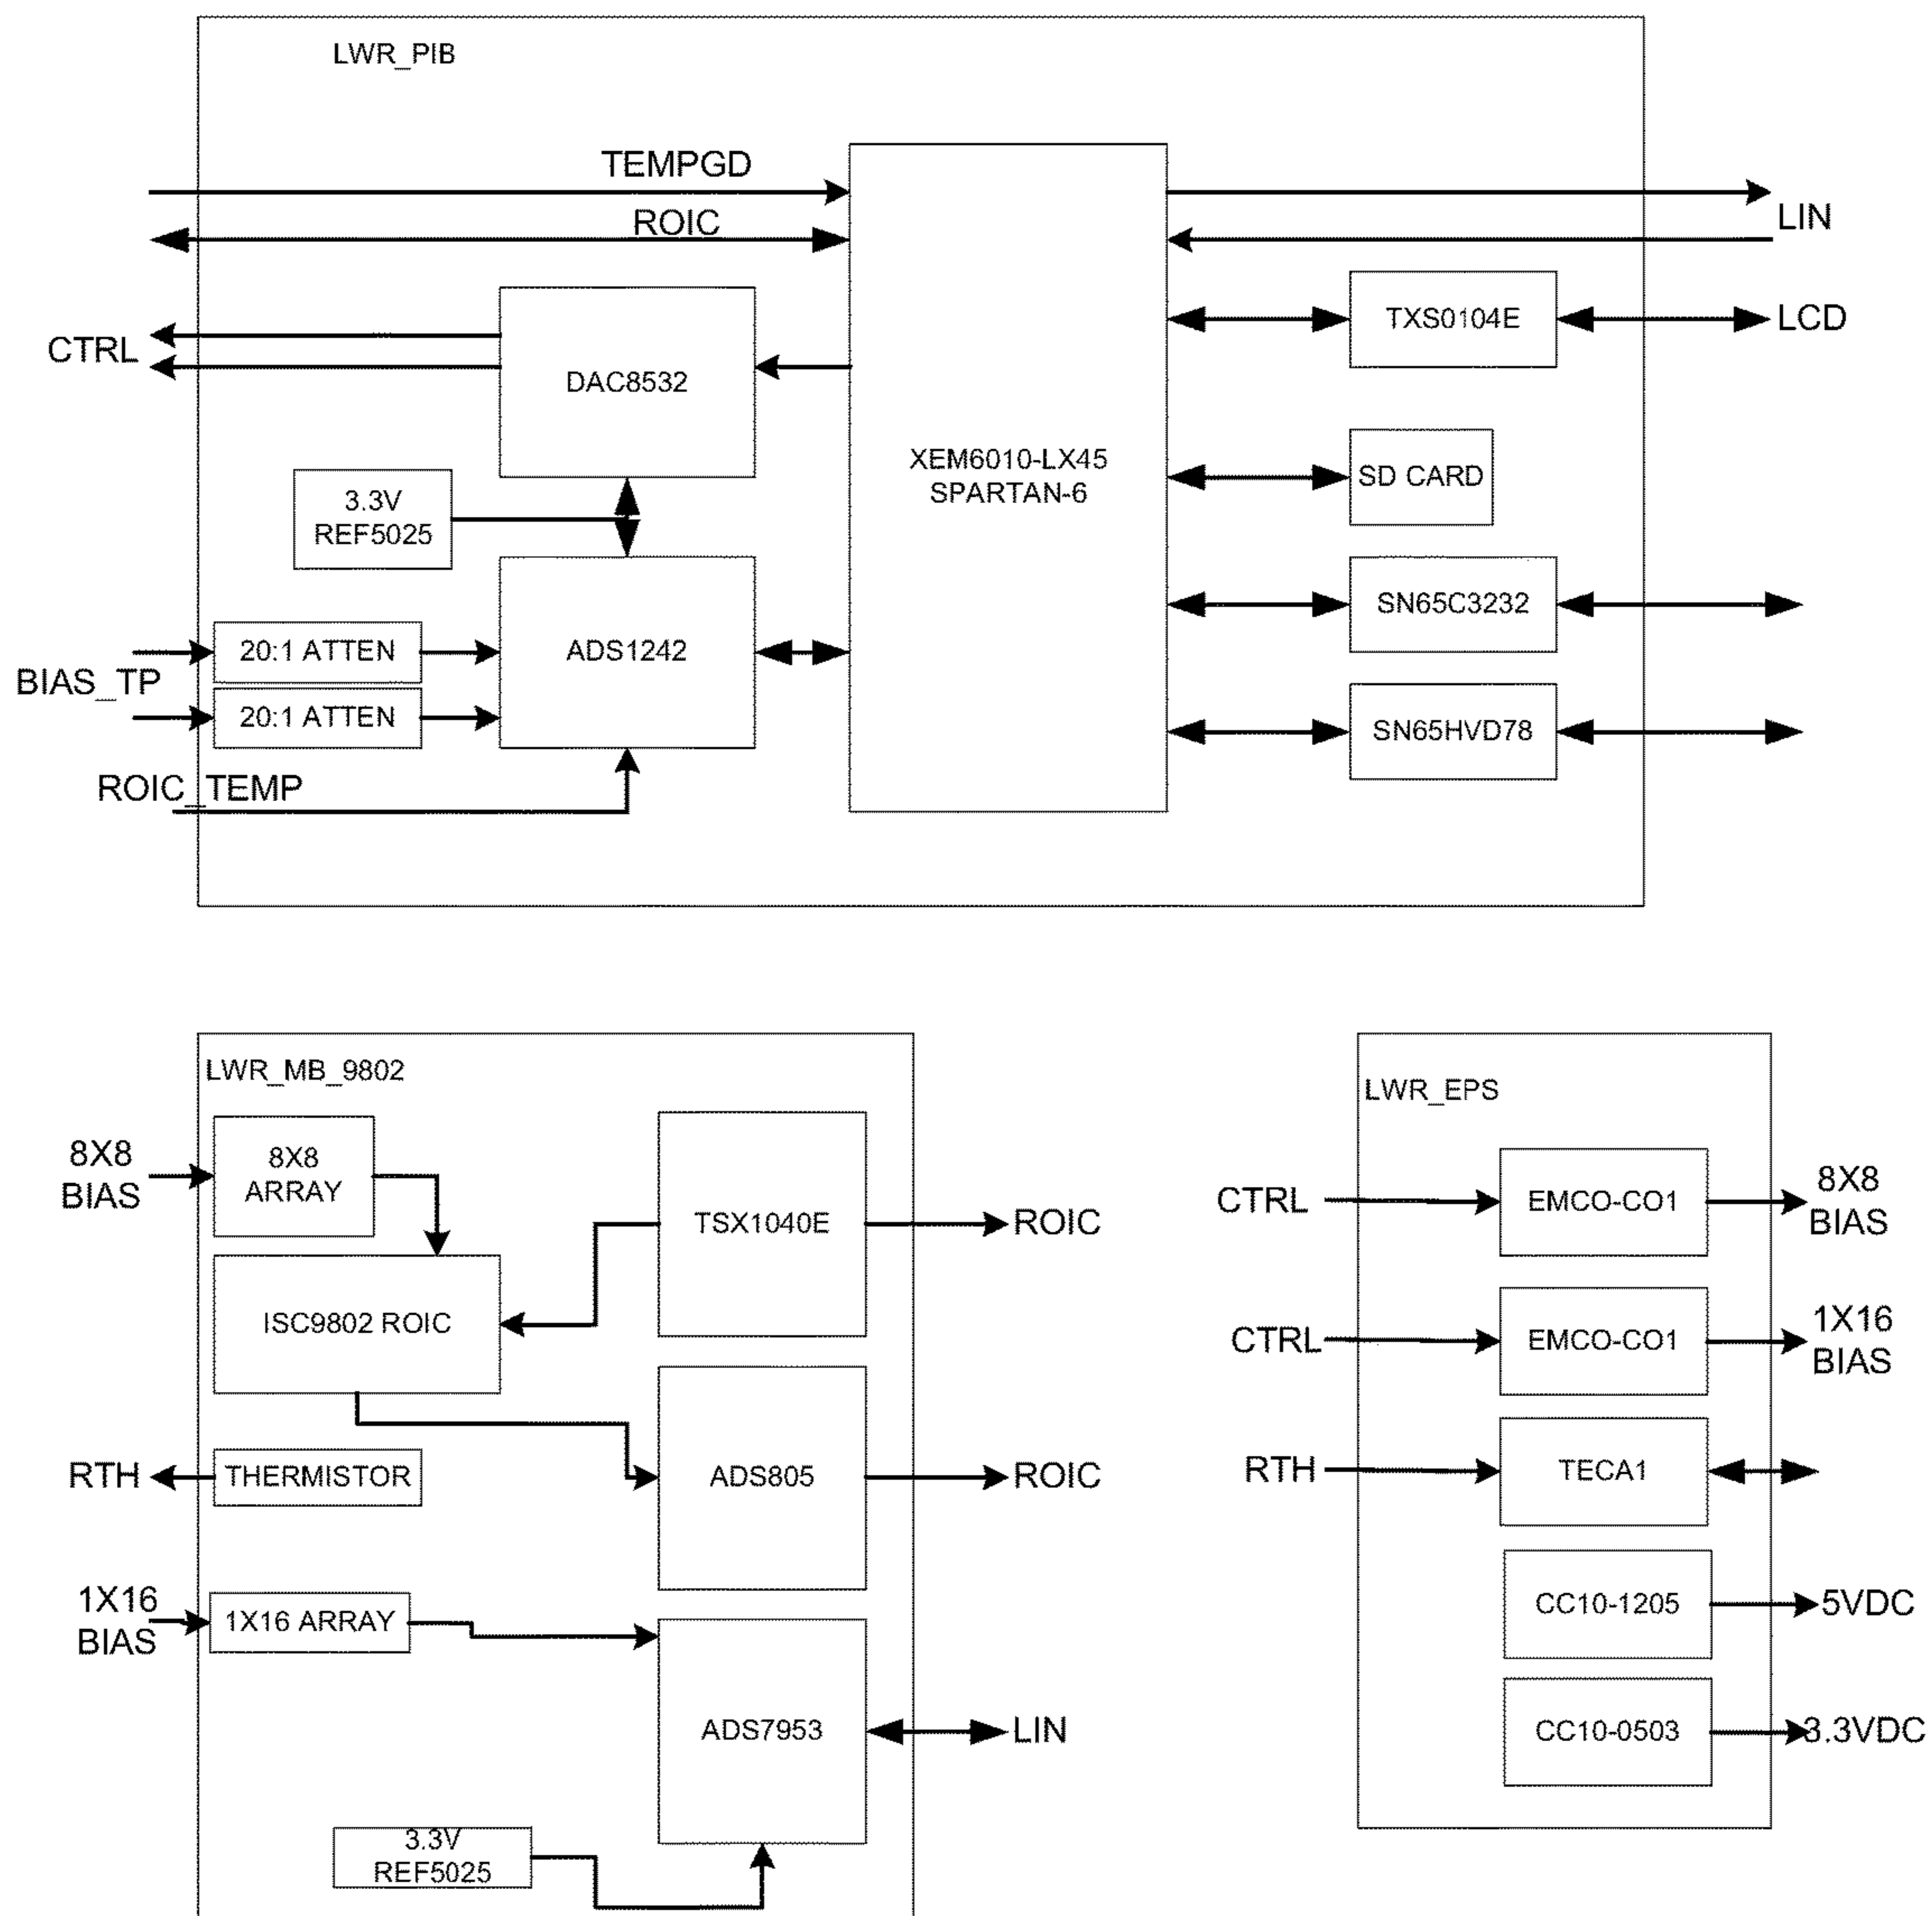 LWR_PIB
TEMPGD
ROIC
LIN
CTRL
DAC8532
TXS0104E
LCD
3.3V
REF5025
XEM6010-LX45
SPARTAN-6
SD CARD
20:1 ATTEN
ADS1242
SN65C3232
BIAS_TP
20:1 ATTEN
SN65HVD78
ROIC_TEMP
LWR_MB_9802
8X8
BIAS
8X8
ARRAY
TSX1040E
ROIC
ISC9802 ROIC
RTH
THERMISTOR
ADS805
ROIC
1X16
BIAS
1X16 ARRAY
ADS7953
LIN
3.3V
REF5025
LWR_EPS
CTRL
EMCO-CO1
8X8
BIAS
CTRL
EMCO-CO1
1X16
BIAS
RTH
TECA1
CC10-1205
5VDC
CC10-0503
3.3VDC